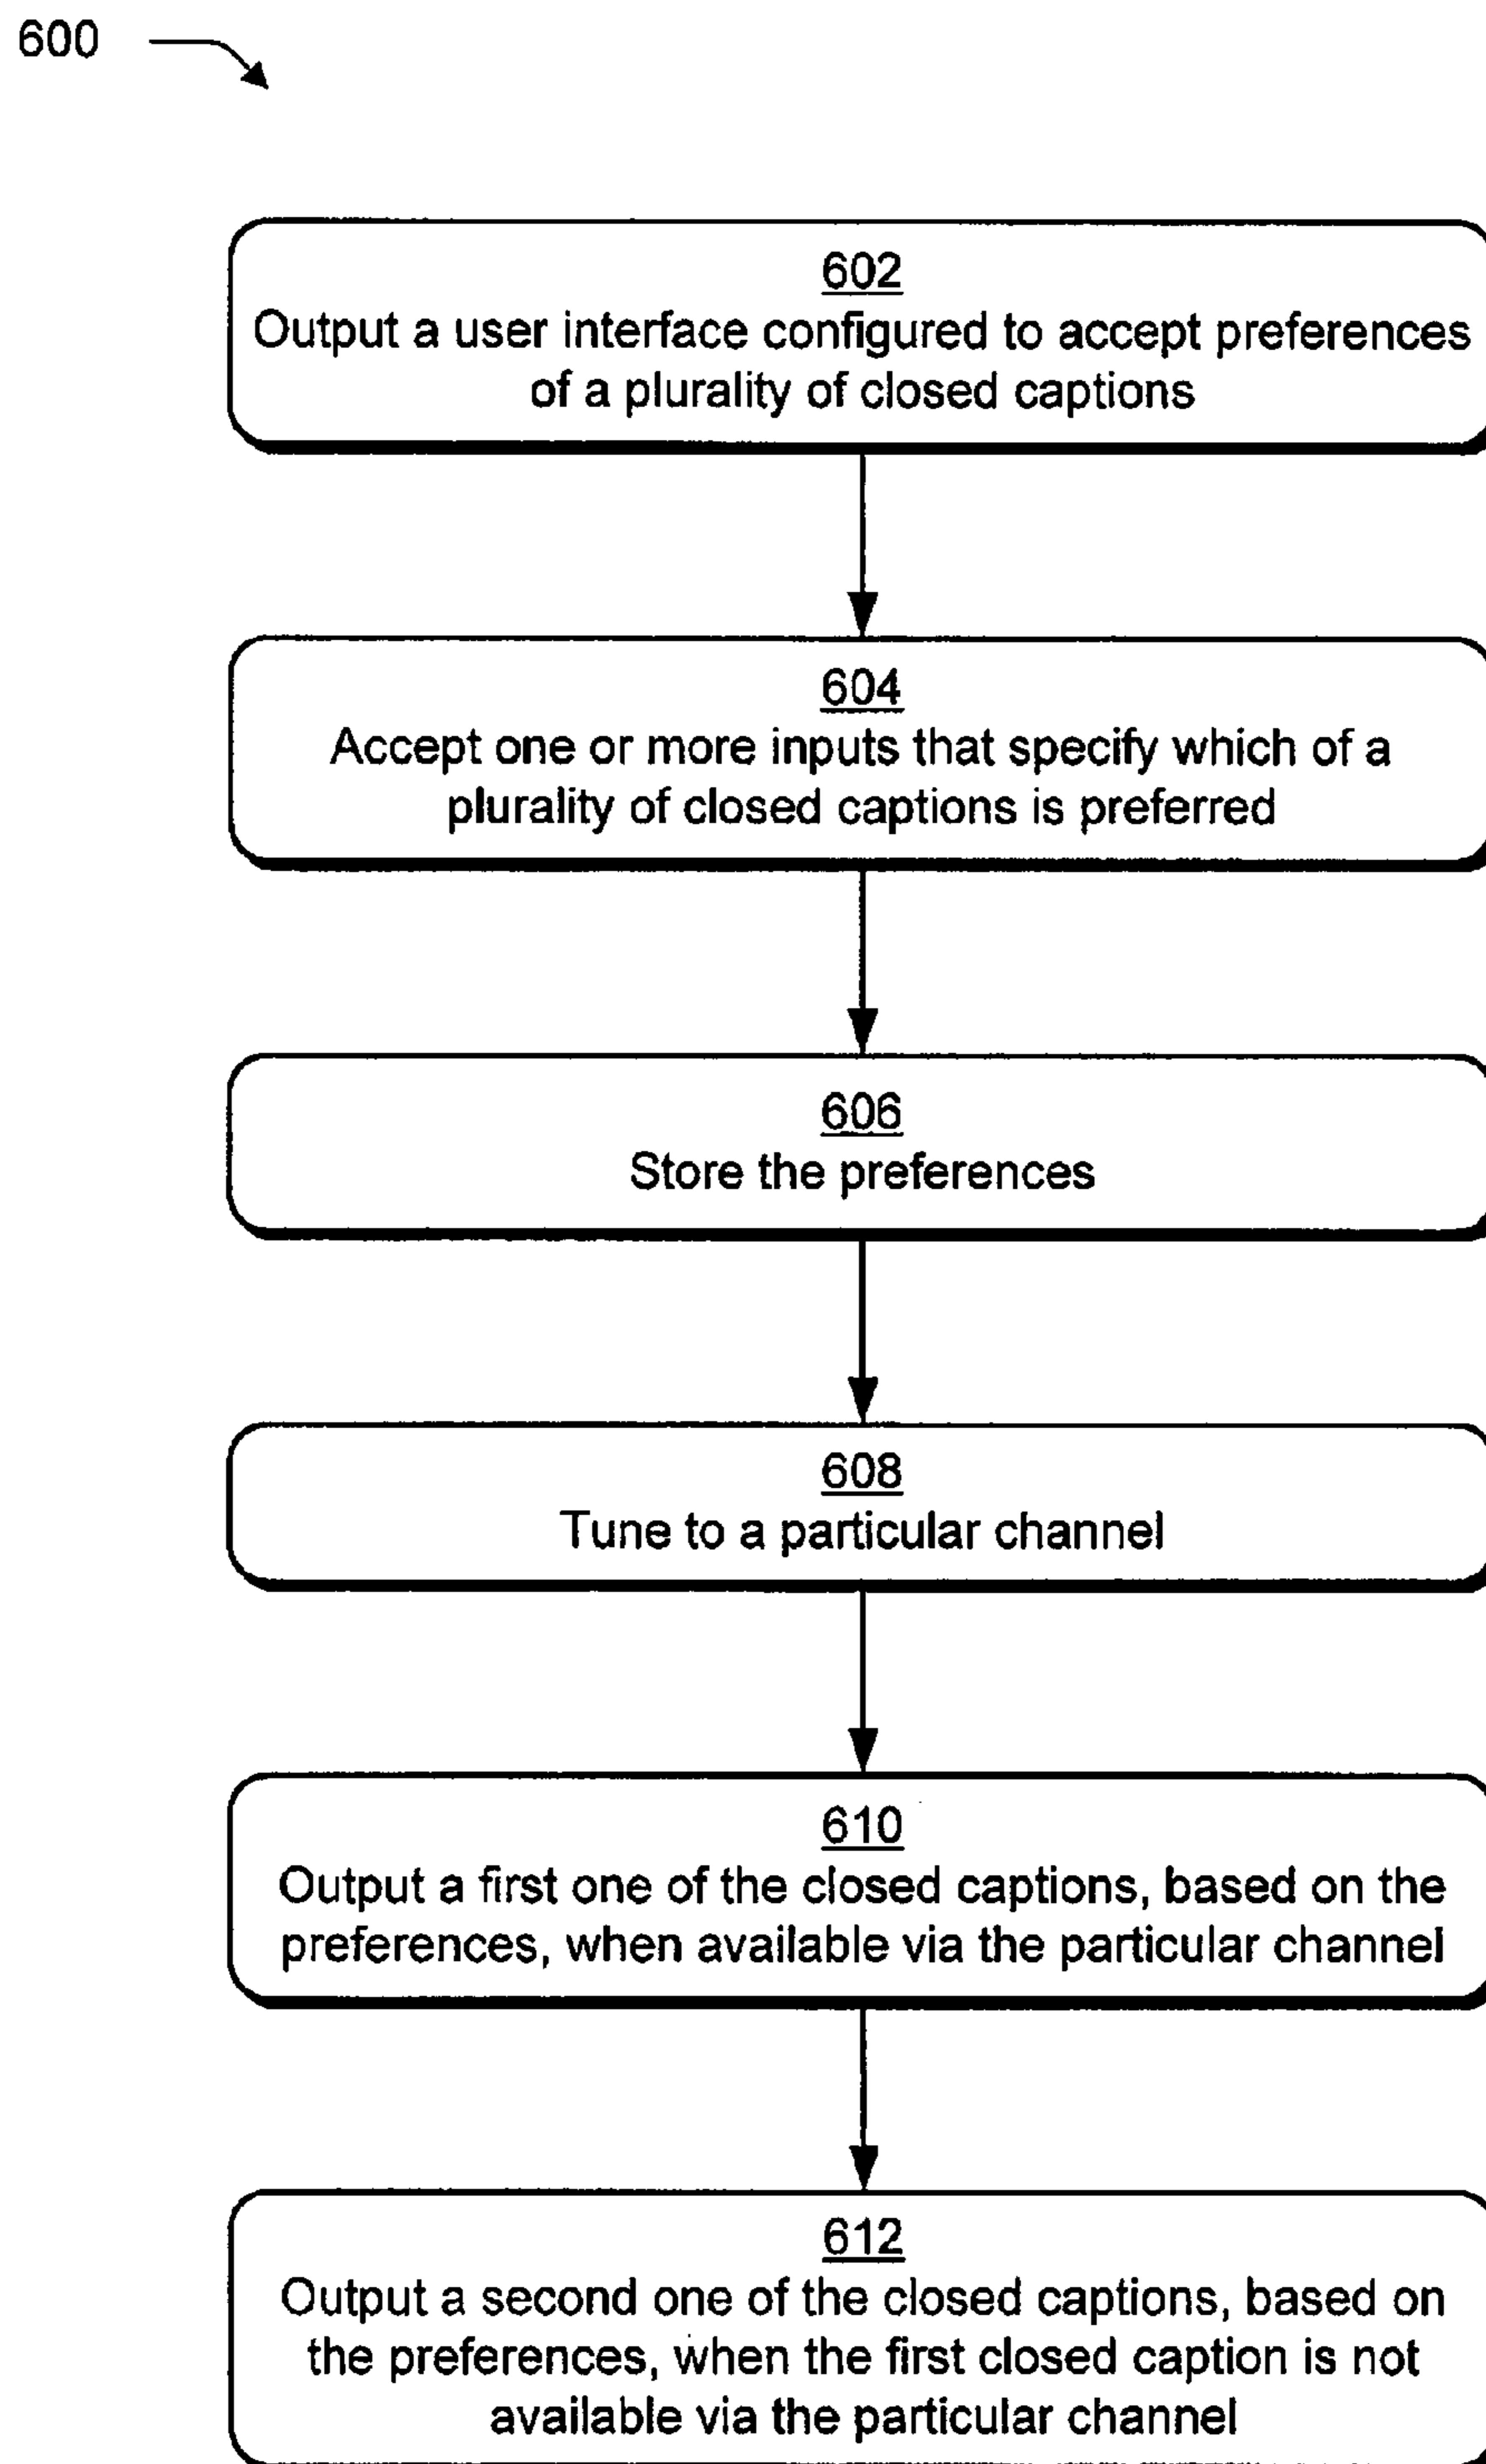 600
602
Output a user interface configured to accept preferences
of a plurality of closed captions
604
Accept one or more inputs that specify which of a
plurality of closed captions is preferred
606
Store the preferences
608
Tune to a particular channel
610
Output a first one of the closed captions, based on the
preferences, when available via the particular channel
612
Output a second one of the closed captions, based on
the preferences, when the first closed caption is not
available via the particular channel